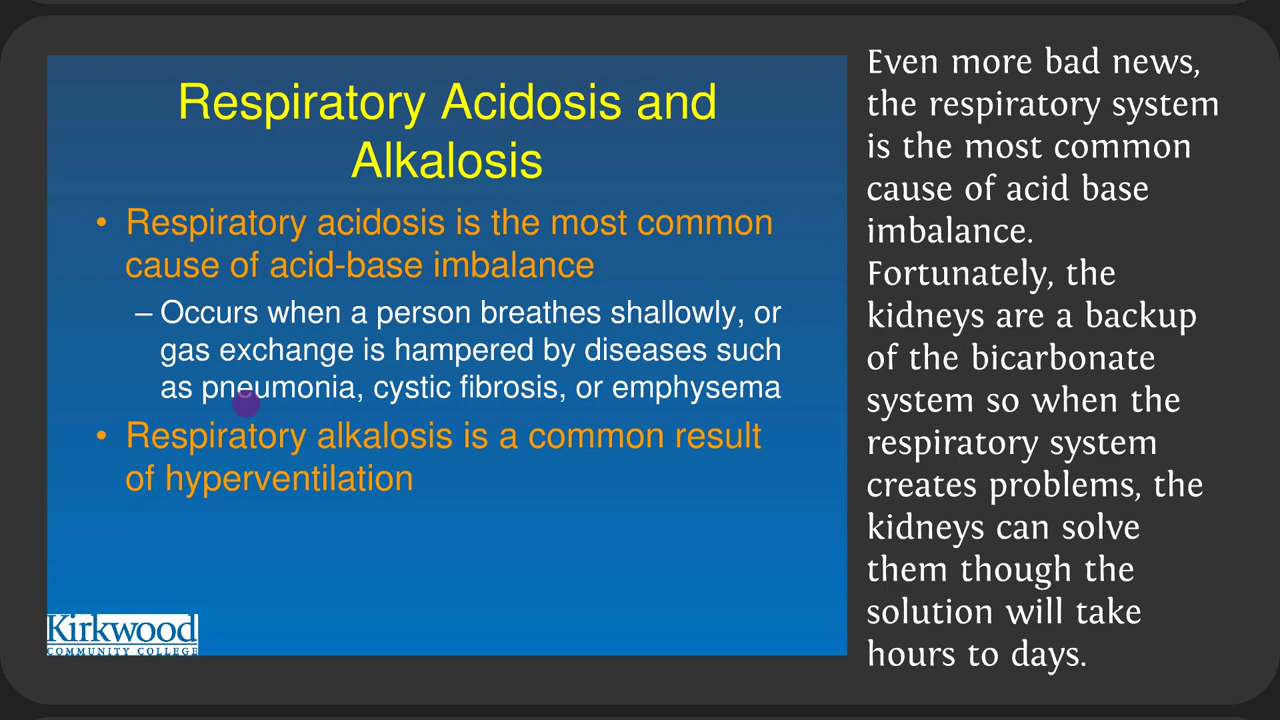 Respiratory Acidosis and
Alkalosis
• Respiratory acidosis is the most common
cause of acid-base imbalance
– Occurs when a person breathes shallowly, or
gas exchange is hampered by diseases such
as pneumonia, cystic fibrosis, or emphysema
• Respiratory alkalosis is a common result
of hyperventilation
Kirkwood
COMMUNITY COLLEGE
Even more bad news,
the respiratory system
is the most common
cause of acid base
imbalance.
Fortunately, the
kidneys are a backup
of the bicarbonate
system so when the
respiratory system
creates problems, the
kidneys can solve
them though the
solution will take
hours to days.